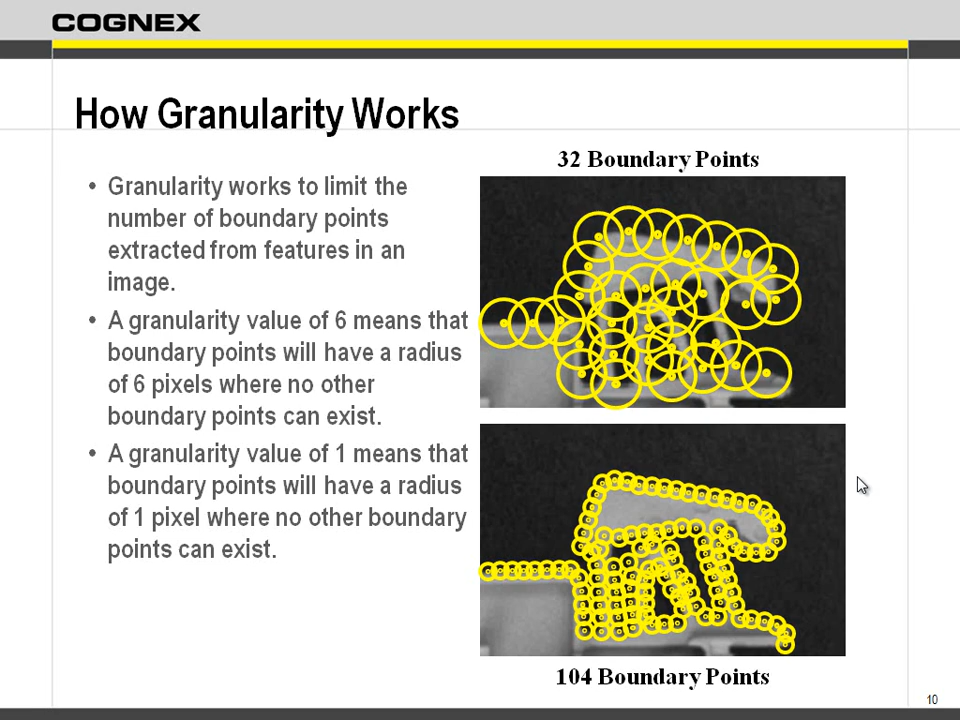 COGNEX
How Granularity Works
• Granularity works to limit the
number of boundary points
extracted from features in an
image.
• A granularity value of 6 means that
boundary points will have a radius
of 6 pixels where no other
boundary points can exist.
• A granularity value of 1 means that
boundary points will have a radius
of 1 pixel where no other boundary
points can exist.
32 Boundary Points
104 Boundary Points
10